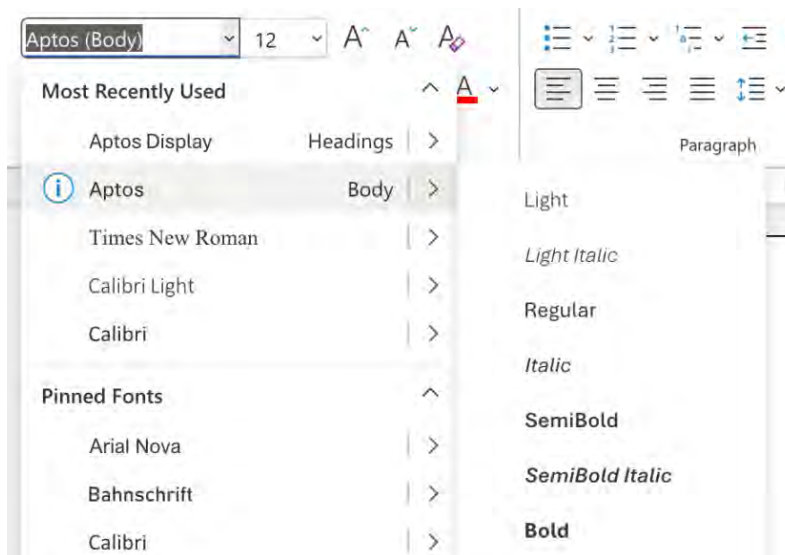 Aptos (Body) 12
Most Recently Used
Aptos Display Headings
Aptos Body
Times New Roman
Calibri Light
Calibri
Pinned Fonts
Arial Nova
Bahnschrift
Calibri
Paragraph
Light
Light Italic
Regular
Italic
SemiBold
SemiBold Italic
Bold